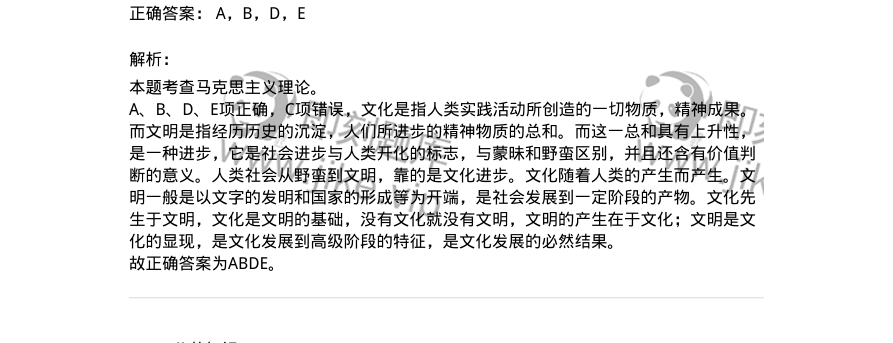 正确答案： A，B，D，E
解析：
本题考查马克思主义理论。
A、B、D、E项正确，C项错误，文化是指人类实践活动所创造的一切物质，精神成果。
而文明是指经历历史的沉淀，人们所进步的精神物质的总和。而这一总和具有上升性，
是一种进步，它是社会进步与人类开化的标志，与蒙昧和野蛮区别，并且还含有价值判
断的意义。人类社会从野蛮到文明，靠的是文化进步。文化随着人类的产生而产生。文
明一般是以文字的发明和国家的形成等为开端，是社会发展到一定阶段的产物。文化先
生于文明，文化是文明的基础，没有文化就没有文明，文明的产生在于文化；文明是文
化的显现，是文化发展到高级阶段的特征，是文化发展的必然结果。
故正确答案为ABDE。
即刻题库
www.jike.vip